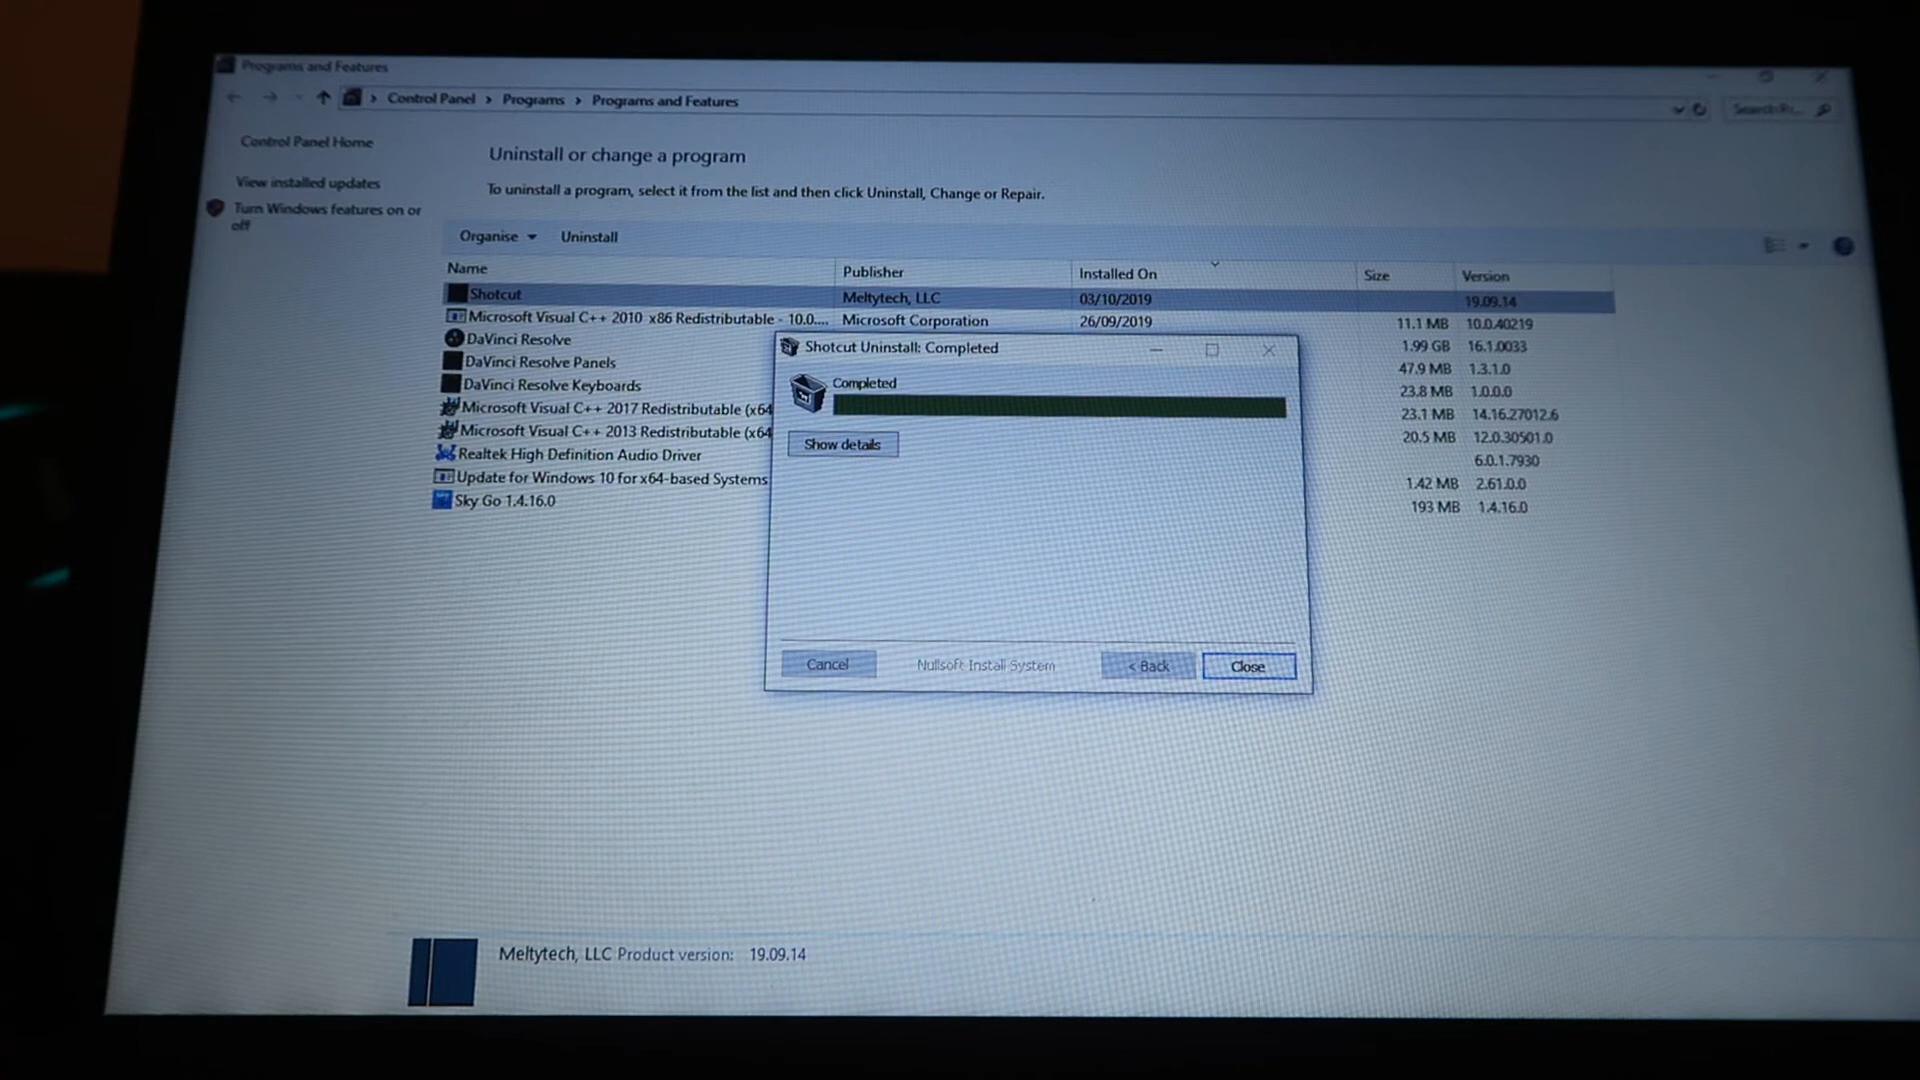 Programs and Features
Control Panel > Programs > Programs and Features
Control Panel Home
View installed updates
Turn Windows features on or
off
Uninstall or change a program
To uninstall a program, select it from the list and then click Uninstall, Change or Repair.
Organise Uninstall
Name Publisher Installed On Size Version
Shotcut Meltytech, LLC 03/10/2019 19.09.14
Microsoft Visual C++ 2010 x86 Redistributable - 10.0.... Microsoft Corporation 26/09/2019 11.1 MB 10.0.40219
DaVinci Resolve 1.99 GB 16.1.0033
DaVinci Resolve Panels 47.9 MB 1.3.1.0
DaVinci Resolve Keyboards 23.8 MB 1.0.0.0
Microsoft Visual C++ 2017 Redistributable (x64 23.1 MB 14.16.27012.6
Microsoft Visual C++ 2013 Redistributable (x64 20.5 MB 12.0.30501.0
Realtek High Definition Audio Driver 6.0.1.7930
Update for Windows 10 for x64-based Systems 1.42 MB 2.61.0.0
Sky Go 1.4.16.0 193 MB 1.4.16.0
Shotcut Uninstall: Completed
Completed
Show details
Cancel Nullsoft Install System < Back Close
Meltytech, LLC Product version: 19.09.14